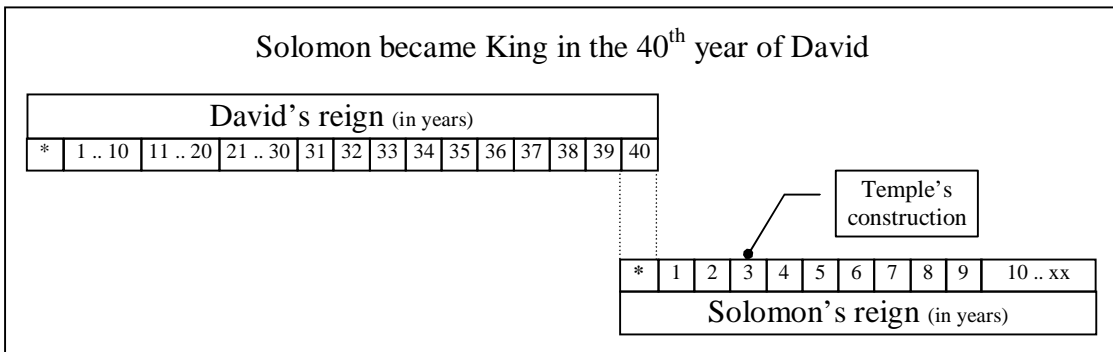 Solomon became King in the 40th year of David
David's reign (in years)
* 1 .. 10 11 .. 20 21 .. 30 31 32 33 34 35 36 37 38 39 40
Temple's
construction
* 1 2 3 4 5 6 7 8 9 10 .. xx
Solomon's reign (in years)